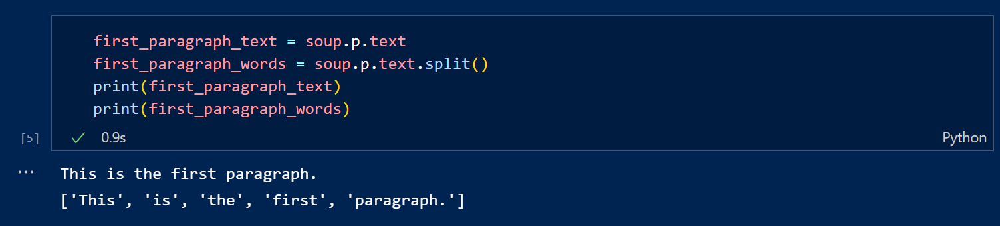 first_paragraph_text = soup.p.text
first_paragraph_words = soup.p.text.split()
print(first_paragraph_text)
print(first_paragraph_words)
[5] 0.9s Python
This is the first paragraph.
['This', 'is', 'the', 'first', 'paragraph.']